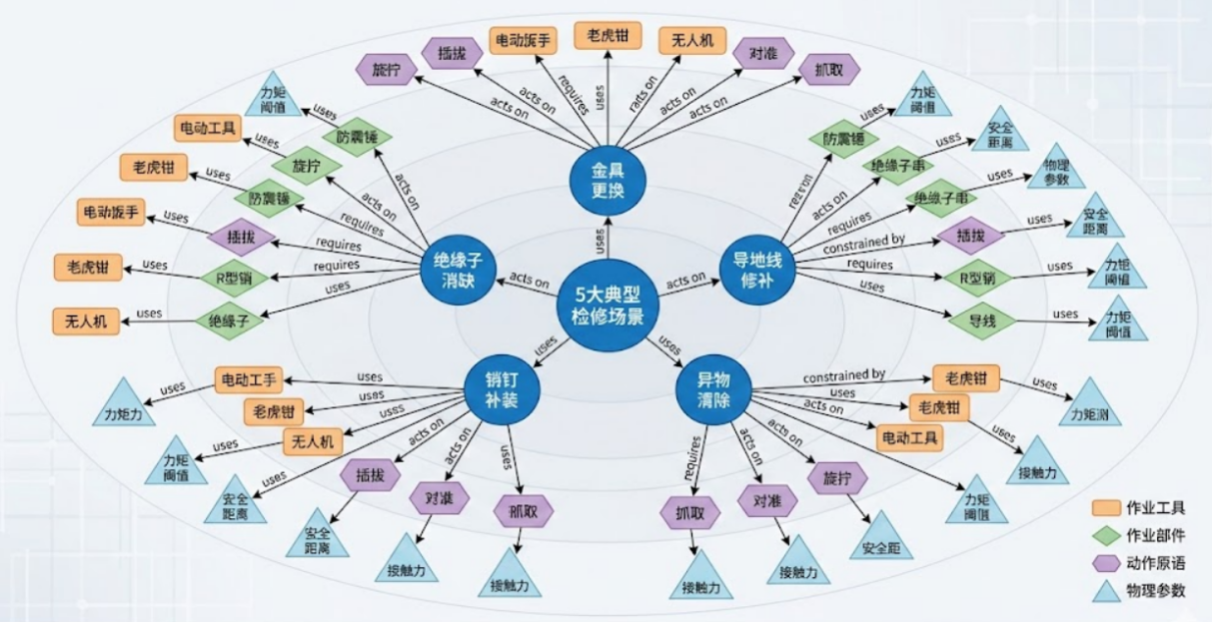 旋拧
插拔
电动扳手
老虎钳
无人机
对准
抓取
acts on
acts on
requires
uses
acts on
acts on
金具
更换
uses
力矩
阈值
uses
防震锤
电动工具
uses
旋拧
老虎钳
uses
防震锤
电动扳手
uses
插拔
老虎钳
uses
R型销
无人机
uses
绝缘子
acts on
acts on
requires
requires
requires
uses
绝缘子
消缺
acts on
5大典型
检修场景
acts on
导地线
修补
acts on
requires
constrained by
requires
uses
防震锤
uses
力矩
阈值
绝缘子串
uses
安全
距离
绝缘子串
uses
物理
参数
插拔
uses
安全
距离
R型销
uses
力矩
阈值
导线
uses
力矩
阈值
uses
uses
销钉
补装
uses
电动工手
uses
力矩力
uses
老虎钳
uses
无人机
uses
力矩
阈值
uses
安全
距离
acts on
插拔
安全
距离
acts on
对准
接触力
uses
抓取
接触力
异物
清除
constrained by
老虎钳
uses
力矩测
uses
老虎钳
uses
接触力
acts on
电动工具
力矩
阈值
acts on
旋拧
安全距
acts on
对准
接触力
requires
抓取
接触力
作业工具
作业部件
动作原语
物理参数